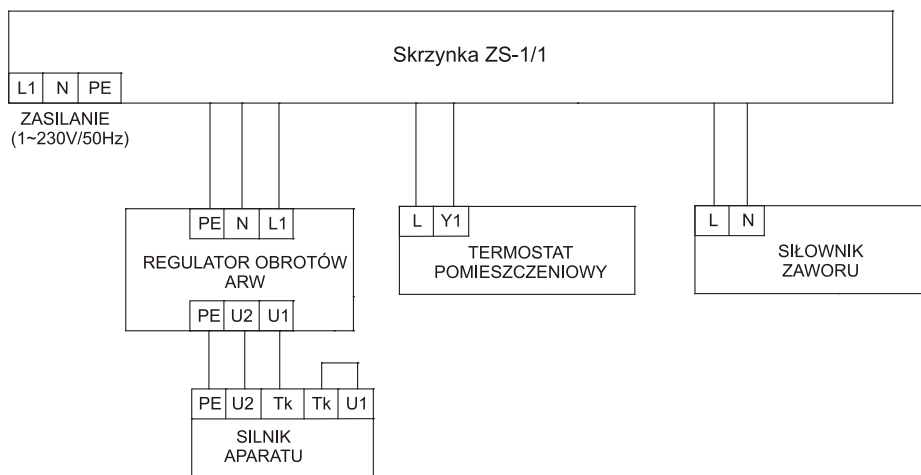 Skrzynka ZS-1/1
L1 N PE
ZASILANIE
(1~230V/50Hz)
PE N L1
REGULATOR OBROTÓW
ARW
PE U2 U1
L Y1
TERMOSTAT
POMIESZCZENIOWY
L N
SIŁOWNIK
ZAWORU
PE U2 Tk Tk U1
SILNIK
APARATU